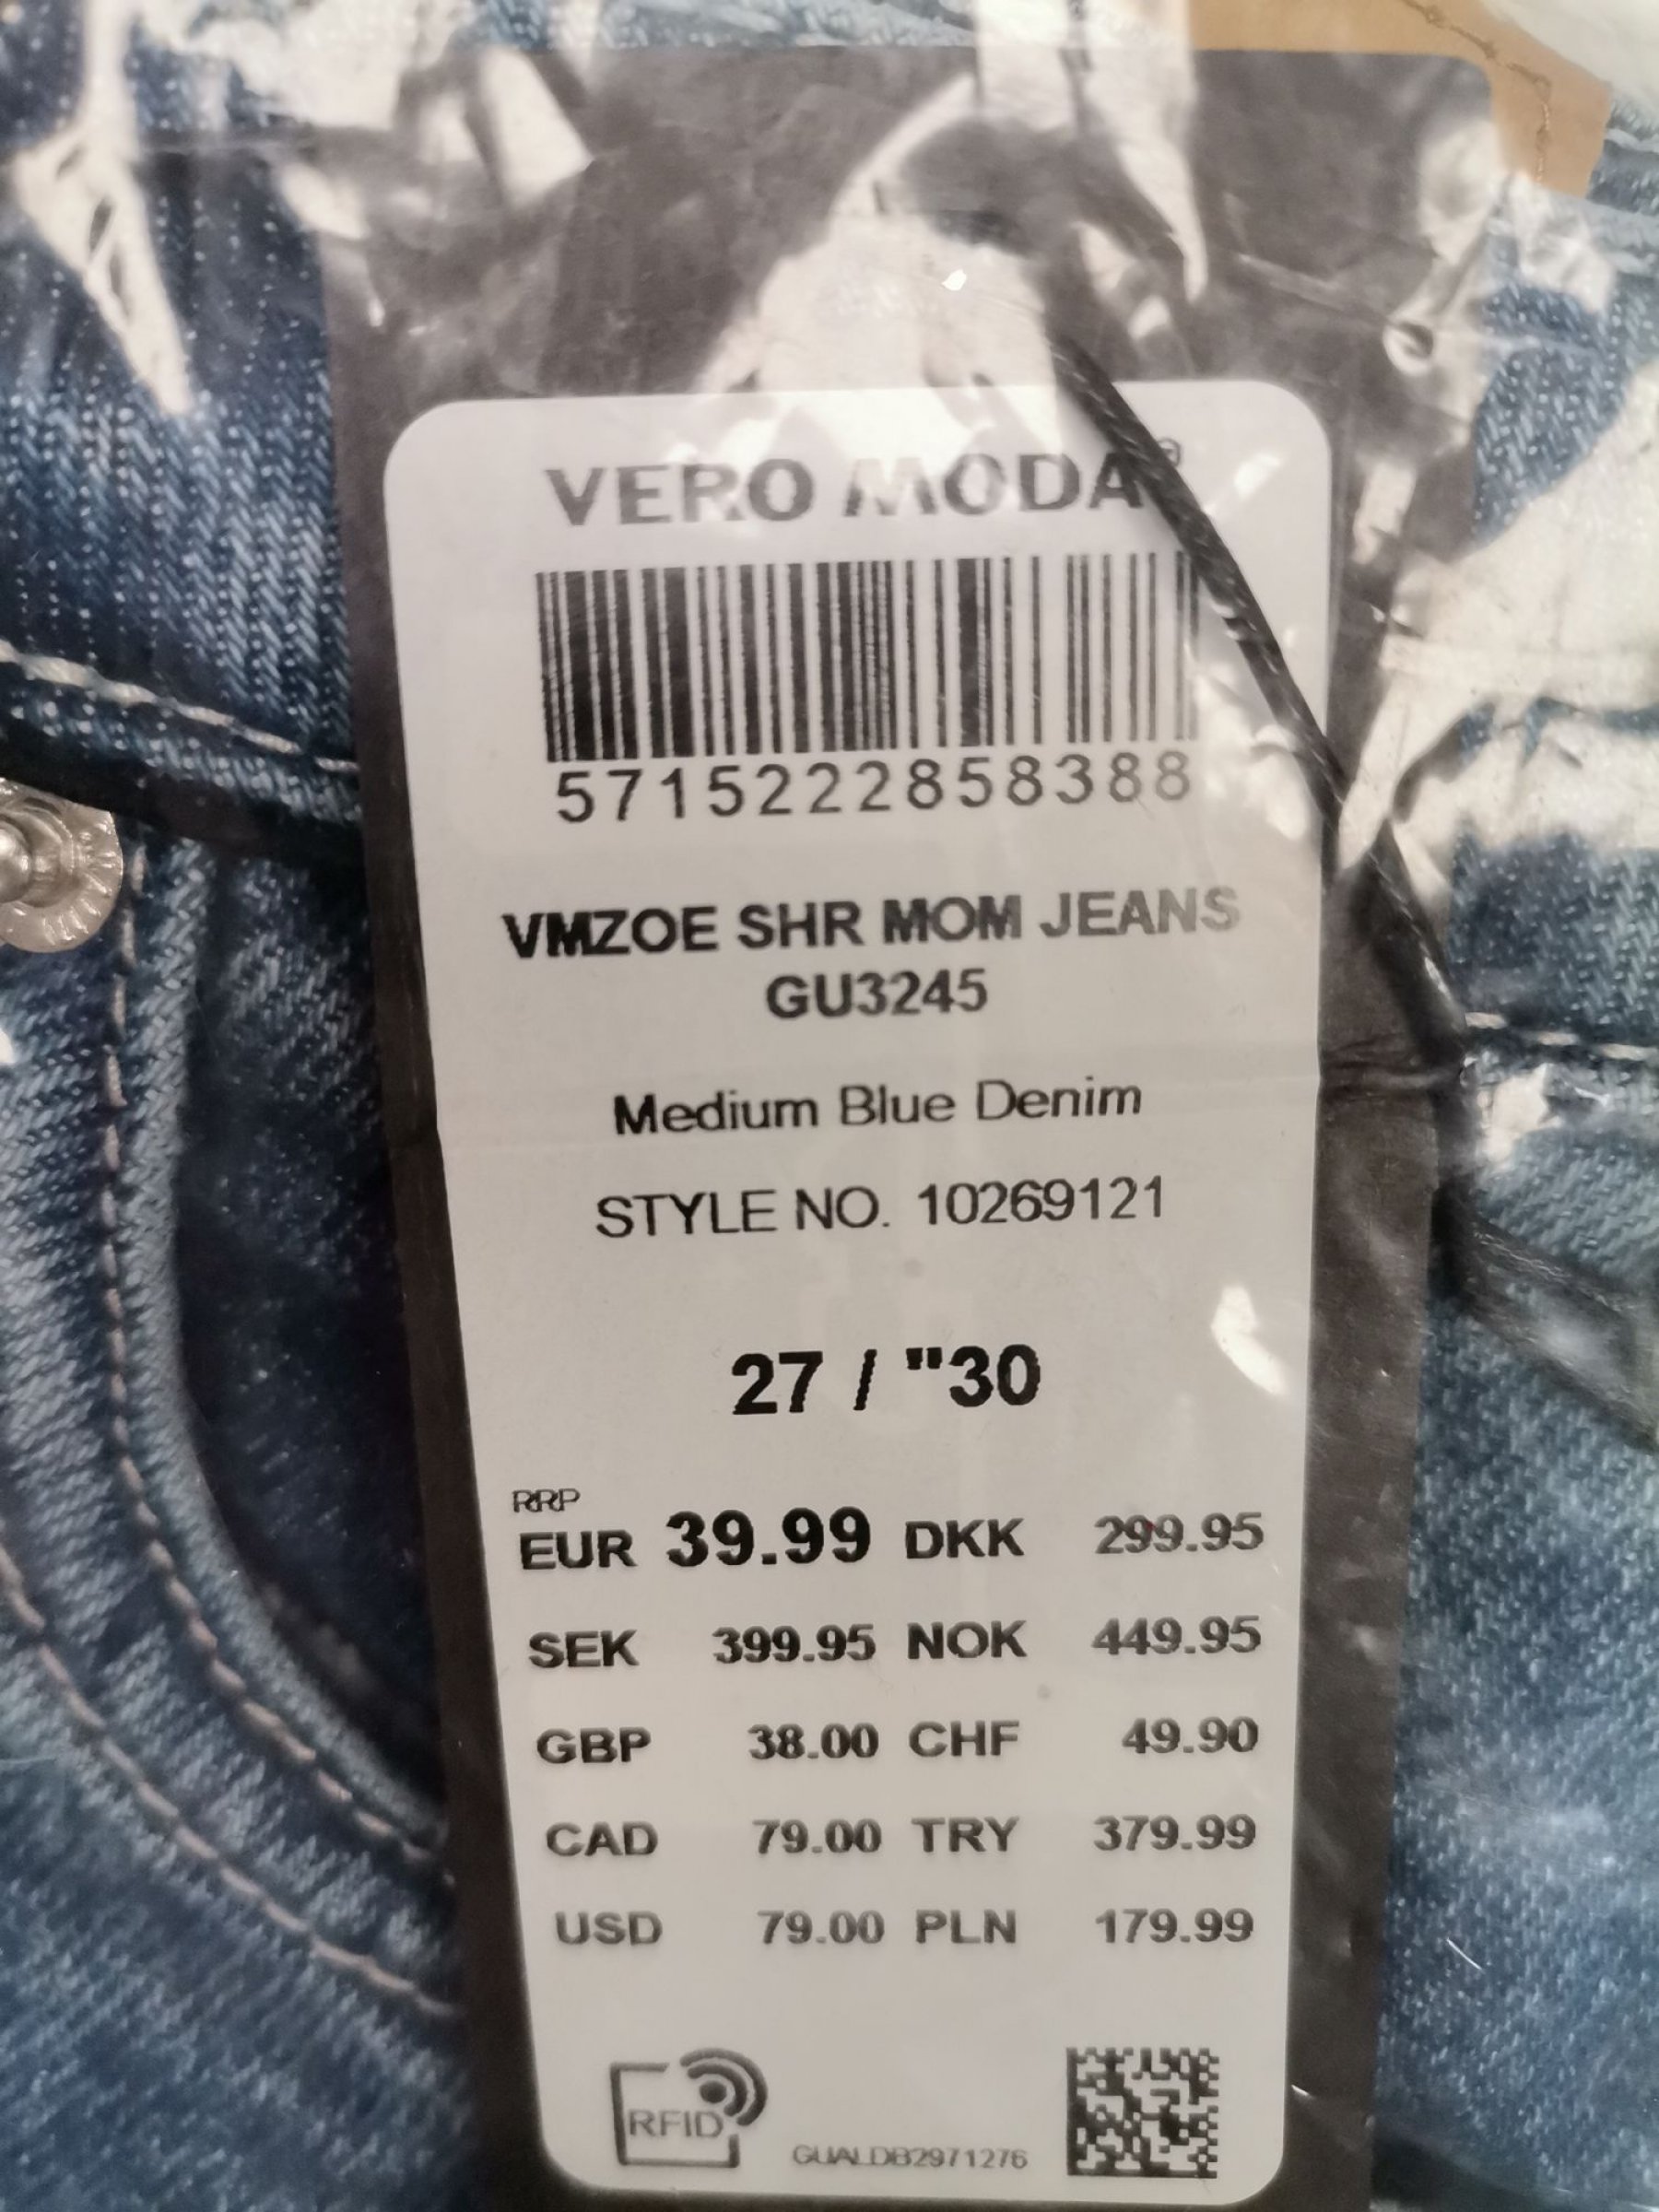 VERO MODA®
5715222858388
VMZOE SHR MOM JEANS
GU3245
Medium Blue Denim
STYLE NO. 10269121
27 / "30
RRP
EUR 39.99 DKK 299.95
SEK 399.95 NOK 449.95
GBP 38.00 CHF 49.90
CAD 79.00 TRY 379.99
USD 79.00 PLN 179.99
RFID
GUALDB2971276